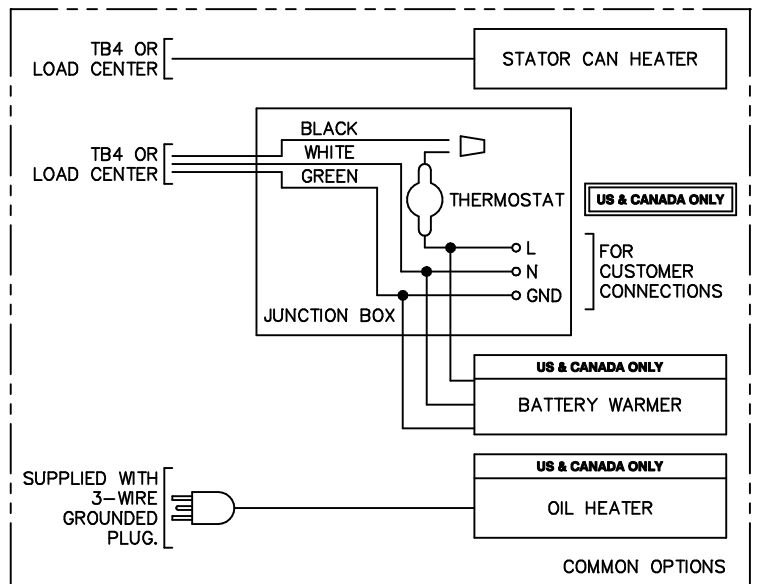 TB4 OR
LOAD CENTER
STATOR CAN HEATER
TB4 OR
LOAD CENTER
BLACK
WHITE
GREEN
THERMOSTAT
US & CANADA ONLY
L
N
GND
FOR
CUSTOMER
CONNECTIONS
JUNCTION BOX
US & CANADA ONLY
BATTERY WARMER
SUPPLIED WITH
3-WIRE
GROUNDED
PLUG.
US & CANADA ONLY
OIL HEATER
COMMON OPTIONS